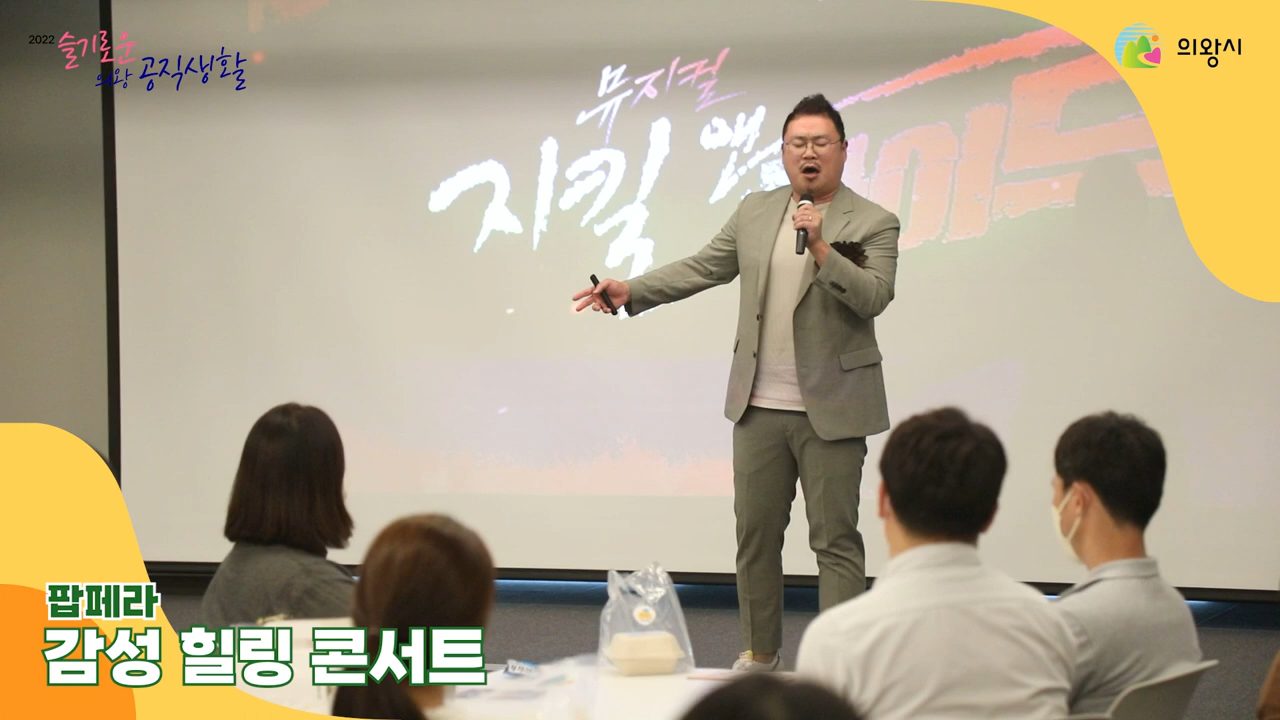 2022 슬기로운
의왕 공직생활
의왕시
뮤지컬
지킬 앤
팝페라
감성 힐링 콘서트